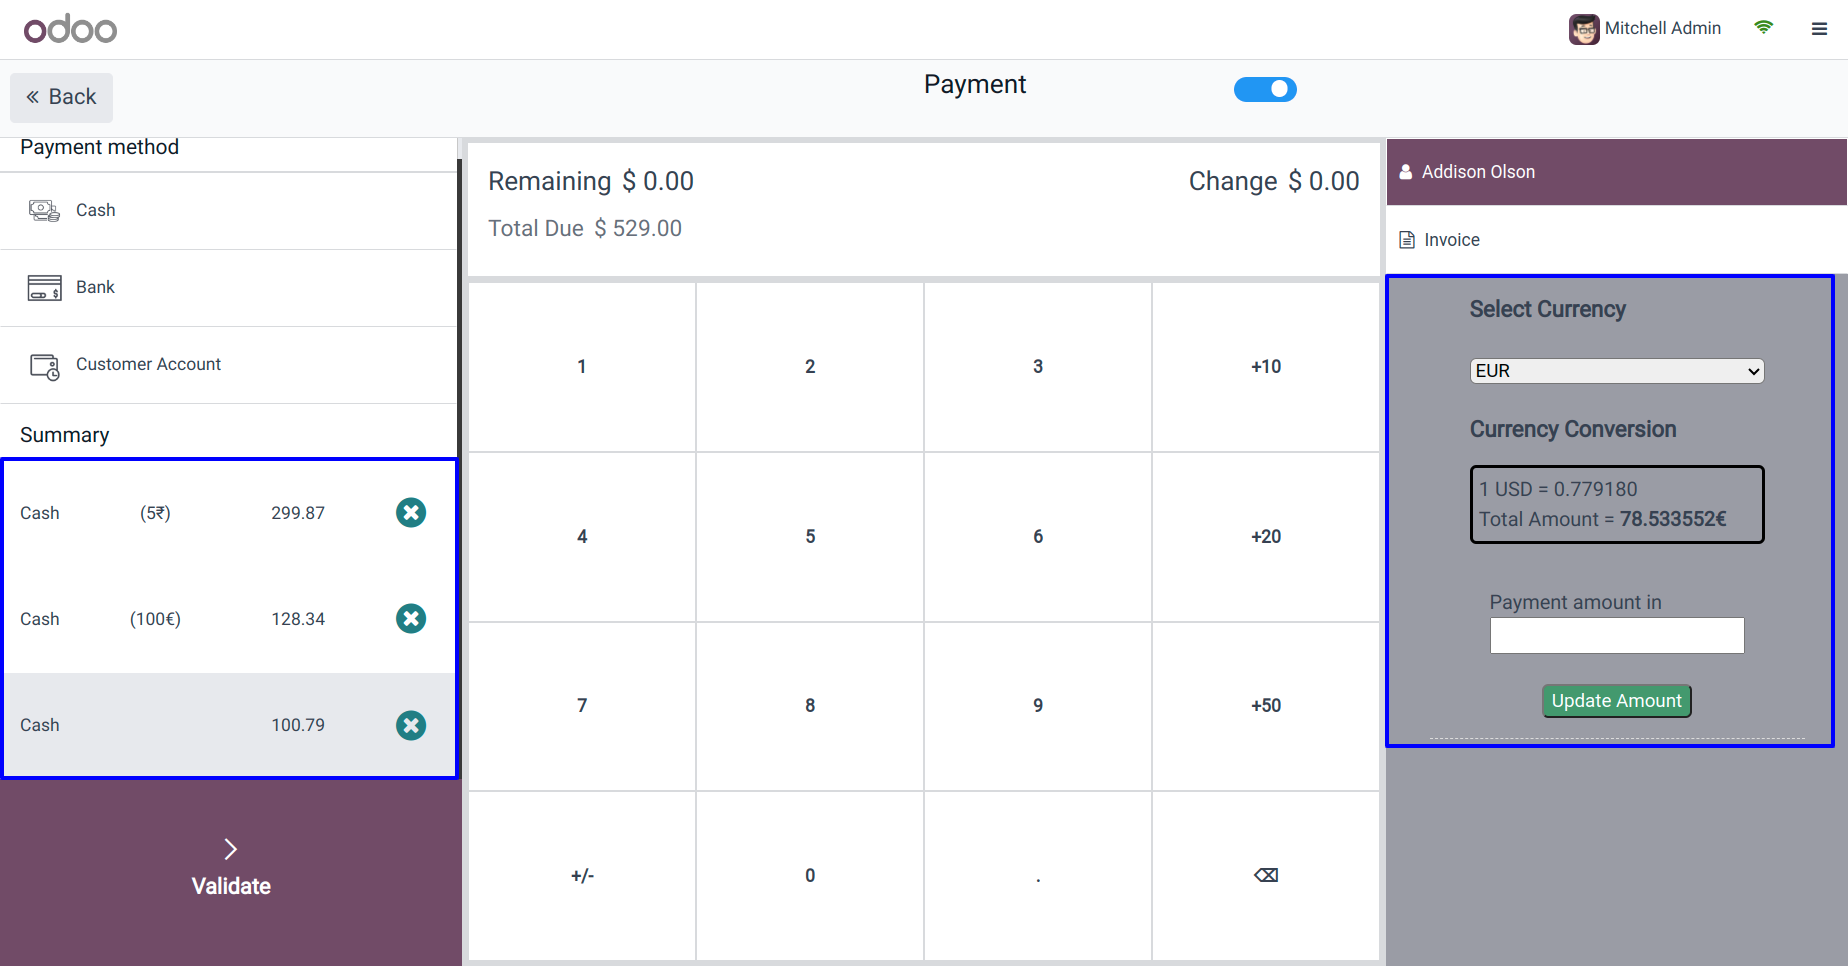 odoo
Mitchell Admin
Back
Payment
Payment method
Cash
Bank
Customer Account
Summary
Cash (5₹) 299.87
Cash (100€) 128.34
Cash 100.79
Validate
Remaining $ 0.00
Change $ 0.00
Total Due $ 529.00
1 2 3 +10
4 5 6 +20
7 8 9 +50
+/- 0 . ⌫
Addison Olson
Invoice
Select Currency
EUR
Currency Conversion
1 USD = 0.779180
Total Amount = 78.533552€
Payment amount in
Update Amount